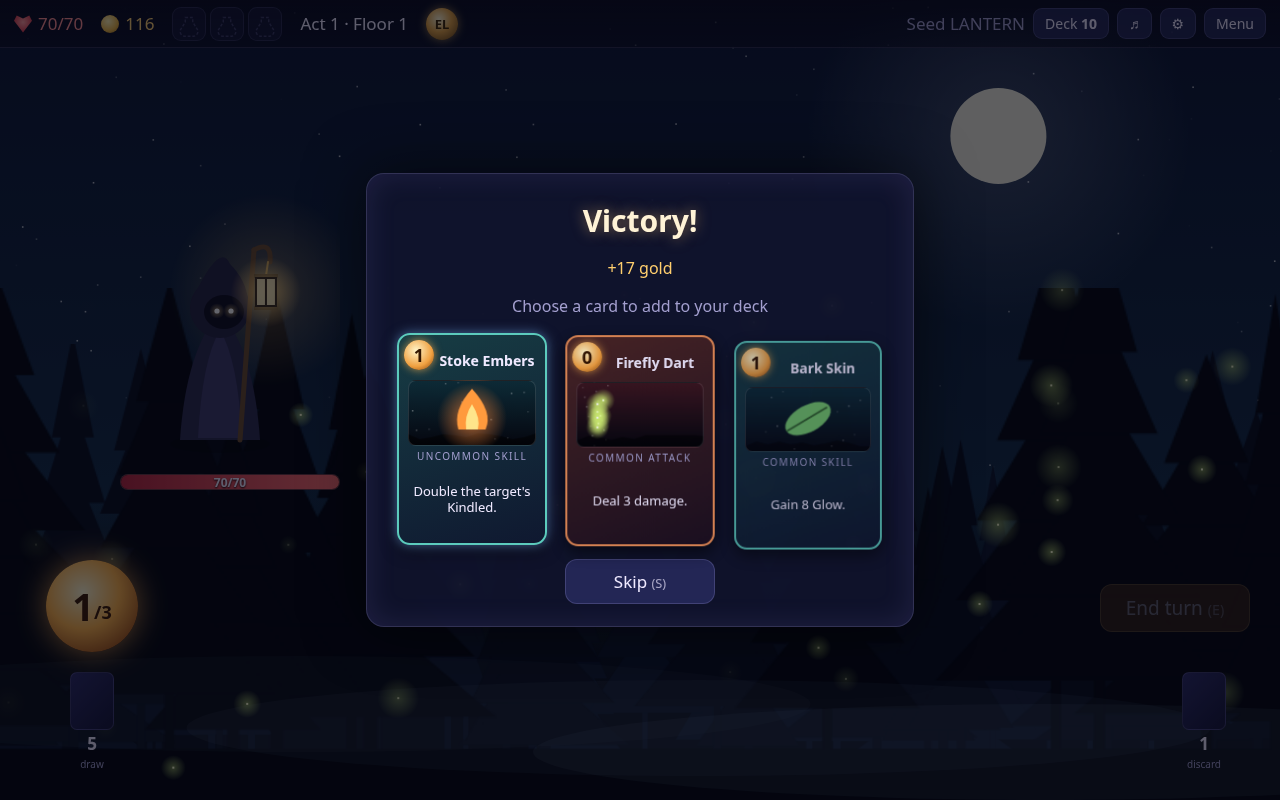 70/70 116 Act 1 · Floor 1 EL Seed LANTERN Deck 10 ♬ ⚙ Menu
Victory!
+17 gold
Choose a card to add to your deck
1 Stoke Embers
UNCOMMON SKILL
Double the target's
Kindled.
0 Firefly Dart
COMMON ATTACK
Deal 3 damage.
1 Bark Skin
COMMON SKILL
Gain 8 Glow.
Skip (S)
70/70
1/3
End turn (E)
5
draw
1
discard